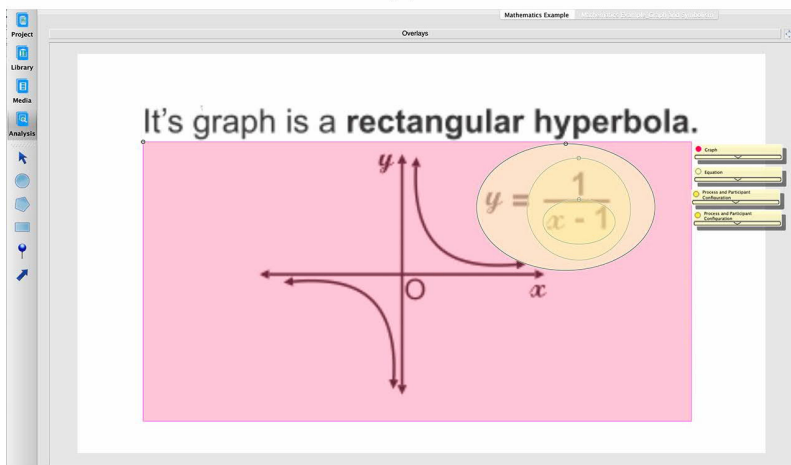 Mathematics Example
Overlays
Project
Library
Media
Analysis
It's graph is a rectangular hyperbola.
y
y = 1
x - 1
O
x
Graph
Equation
Process and Participant
Configuration
Process and Participant
Configuration